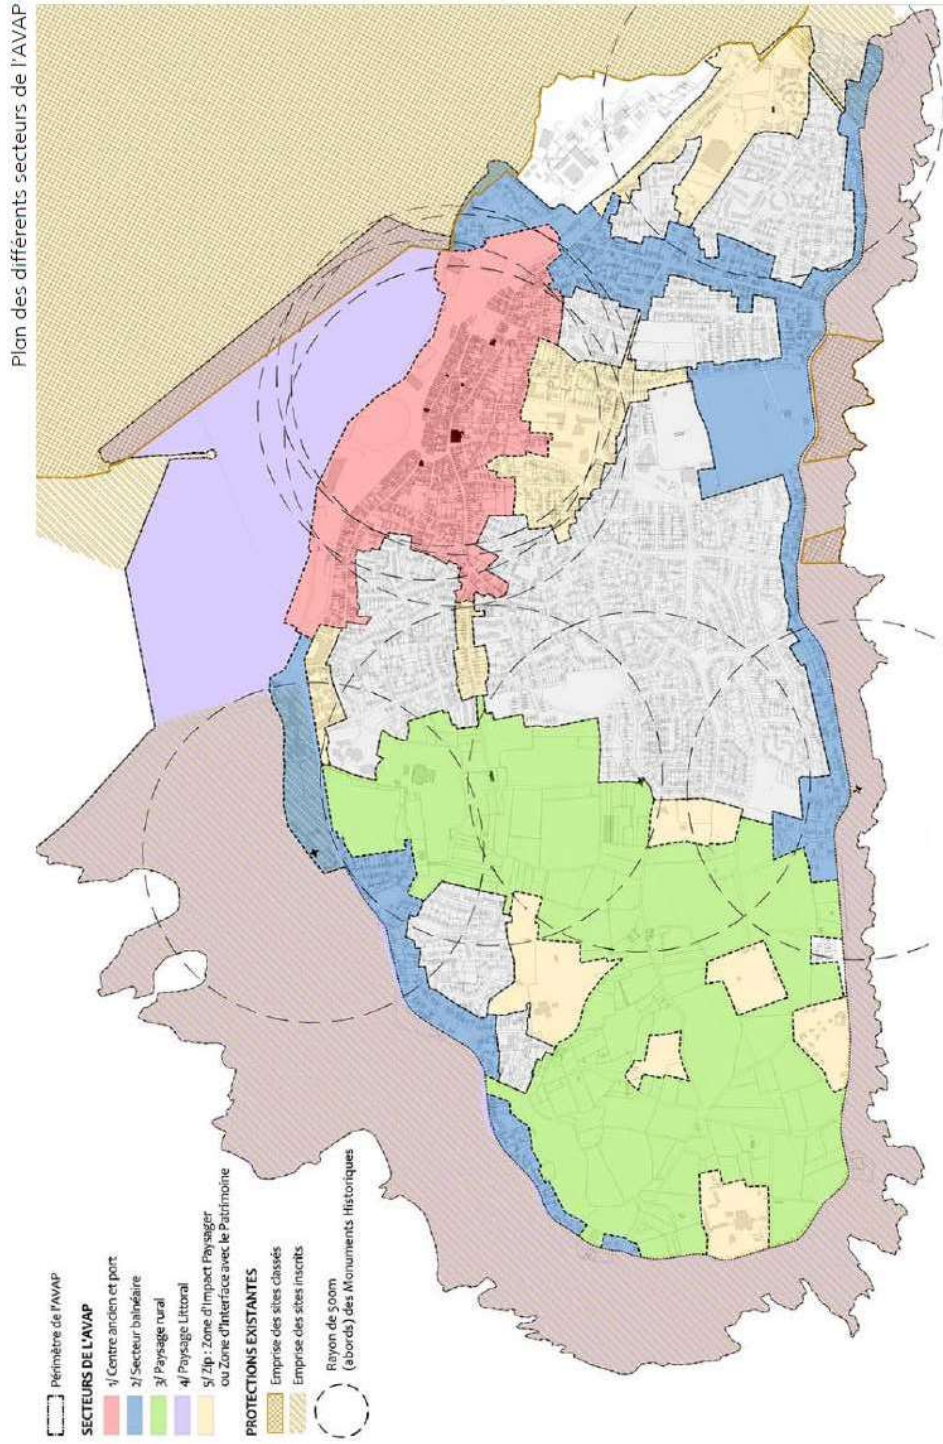 Plan des différents secteurs de l'AVAP
Périmètre de l'AVAP
SECTEURS DE L'AVAP
1/ Centre ancien et port
2/ Secteur balnéaire
3/ Paysage rural
4/ Paysage Littoral
5/ Zip : Zone d'Impact Paysager
ou Zone d'Interface avec le Patrimoine
PROTECTIONS EXISTANTES
Emprise des sites classés
Emprise des sites inscrits
Rayon de 500m
(abords) des Monuments Historiques